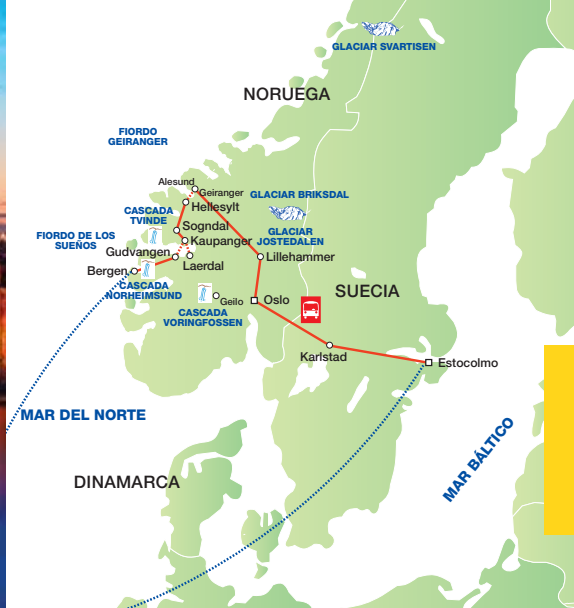 GLACIAR SVARTISEN
NORUEGA
FIORDO
GEIRANGER
Alesund
Geiranger
GLACIAR BRIKSDAL
Hellesylt
CASCADA
TVINDE
Sogndal
GLACIAR
JOSTEDALEN
FIORDO DE LOS
SUEÑOS
Kaupanger
Gudvangen
Lillehammer
Laerdal
Bergen
CASCADA
NORHEIMSUND
SUECIA
Geilo
Oslo
CASCADA
VORINGFOSSEN
Karlstad
Estocolmo
MAR DEL NORTE
MAR BÁLTICO
DINAMARCA